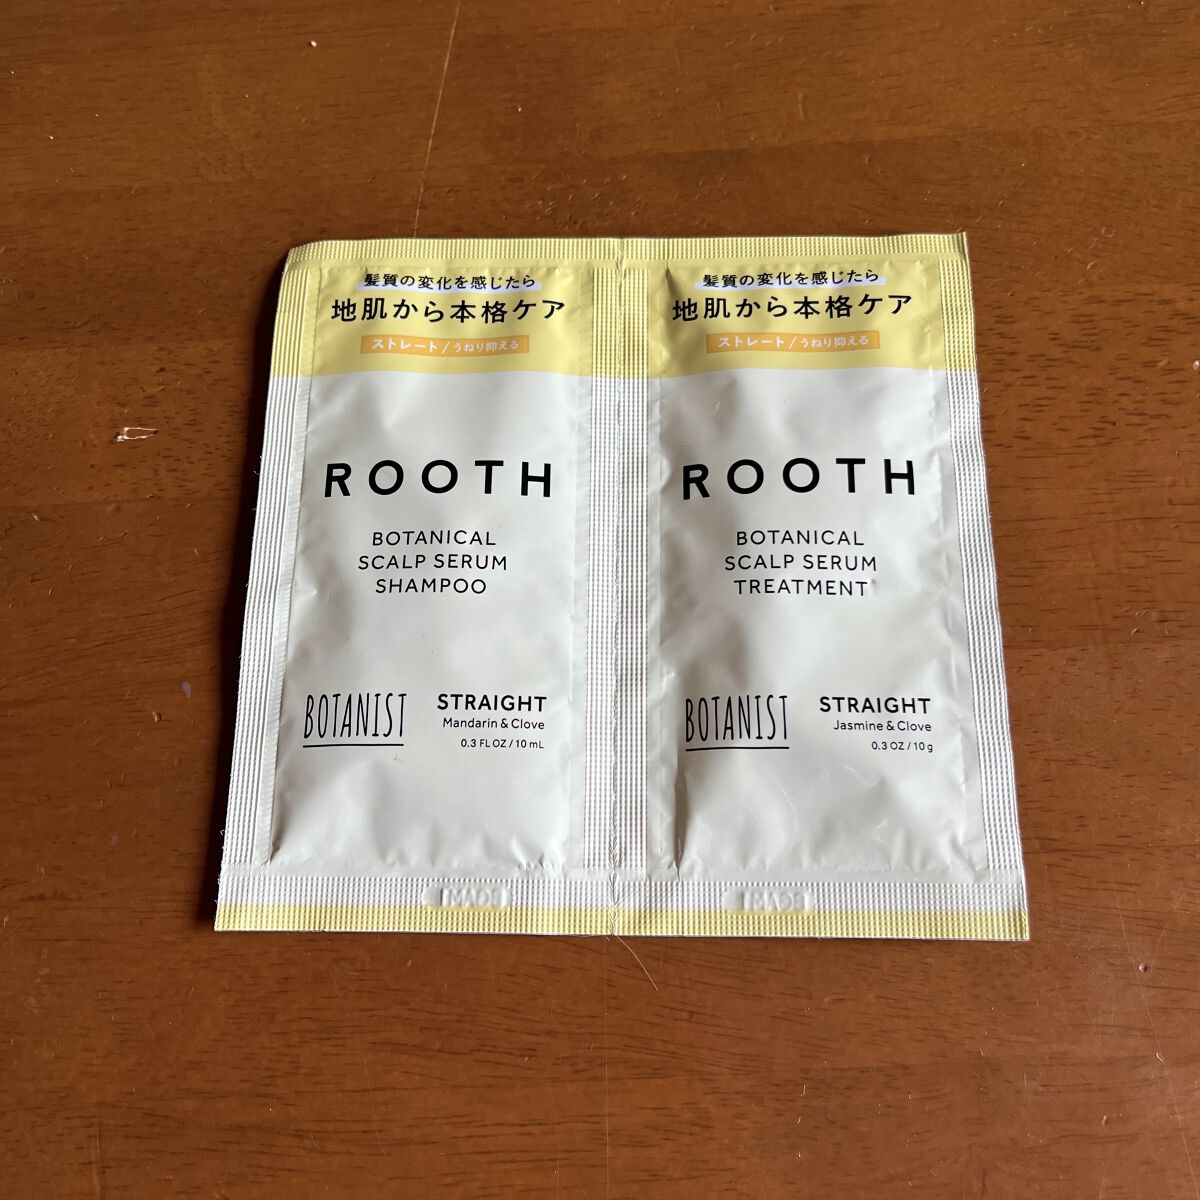 髪質の変化を感じたら
地肌から本格ケア
ストレート/うねり抑える
ROOTH
BOTANICAL
SCALP SERUM
SHAMPOO
BOTANIST
STRAIGHT
Mandarin & Clove
0.3 FL OZ / 10 mL
髪質の変化を感じたら
地肌から本格ケア
ストレート/うねり抑える
ROOTH
BOTANICAL
SCALP SERUM
TREATMENT
BOTANIST
STRAIGHT
Jasmine & Clove
0.3 OZ / 10 g